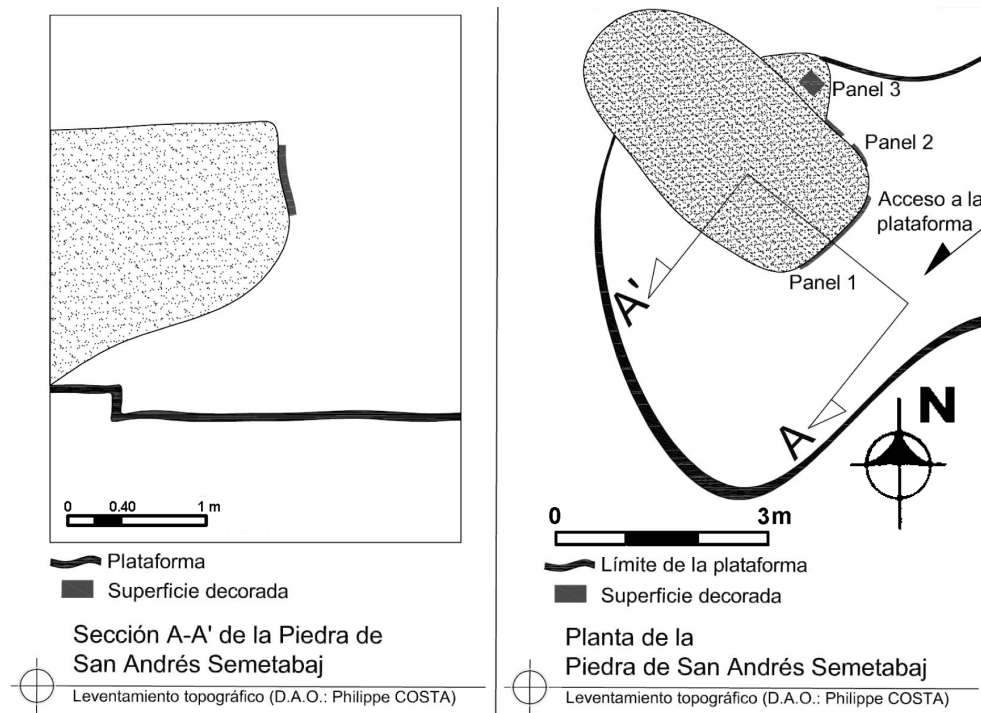 0 0.40 1 m
Plataforma
Superficie decorada
Sección A-A' de la Piedra de
San Andrés Semetabaj
Leventamiento topográfico (D.A.O.: Philippe COSTA)
Panel 3
Panel 2
Acceso a la
plataforma
Panel 1
A'
A
N
0 3m
Límite de la plataforma
Superficie decorada
Planta de la
Piedra de San Andrés Semetabaj
Leventamiento topográfico (D.A.O.: Philippe COSTA)